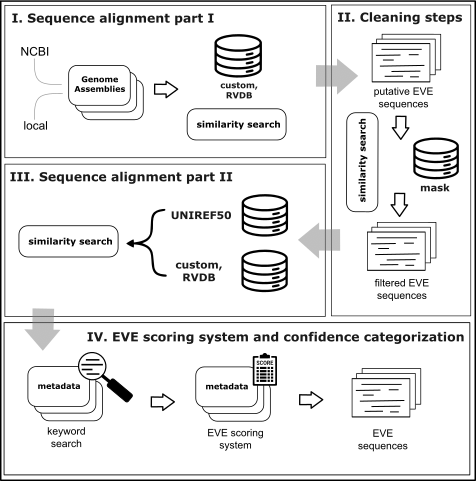 I. Sequence alignment part I
NCBI
local
Genome
Assemblies
custom,
RVDB
similarity search
II. Cleaning steps
putative EVE
sequences
similarity search
mask
filtered EVE
sequences
III. Sequence alignment part II
similarity search
UNIREF50
custom,
RVDB
IV. EVE scoring system and confidence categorization
metadata
keyword
search
metadata
SCORE
EVE scoring
system
EVE
sequences